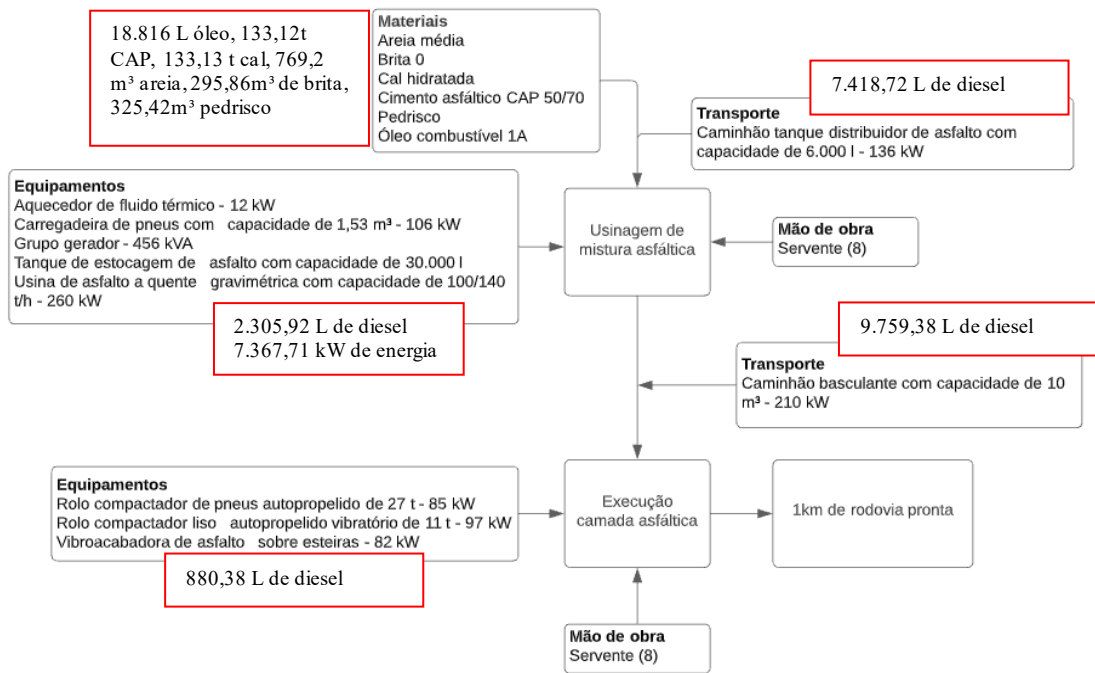 18.816 L óleo, 133,12t
CAP, 133,13 t cal, 769,2
m³ areia, 295,86m³ de brita,
325,42m³ pedrisco
Materiais
Areia média
Brita 0
Cal hidratada
Cimento asfáltico CAP 50/70
Pedrisco
Óleo combustível 1A
7.418,72 L de diesel
Transporte
Caminhão tanque distribuidor de asfalto com
capacidade de 6.000 l - 136 kW
Equipamentos
Aquecedor de fluido térmico - 12 kW
Carregadeira de pneus com capacidade de 1,53 m³ - 106 kW
Grupo gerador - 456 kVA
Tanque de estocagem de asfalto com capacidade de 30.000 l
Usina de asfalto a quente gravimétrica com capacidade de 100/140
t/h - 260 kW
2.305,92 L de diesel
7.367,71 kW de energia
Usinagem de
mistura asfáltica
Mão de obra
Servente (8)
9.759,38 L de diesel
Transporte
Caminhão basculante com capacidade de 10
m³ - 210 kW
Equipamentos
Rolo compactador de pneus autopropelido de 27 t - 85 kW
Rolo compactador liso autopropelido vibratório de 11 t - 97 kW
Vibroacabadora de asfalto sobre esteiras - 82 kW
880,38 L de diesel
Execução
camada asfáltica
1km de rodovia pronta
Mão de obra
Servente (8)